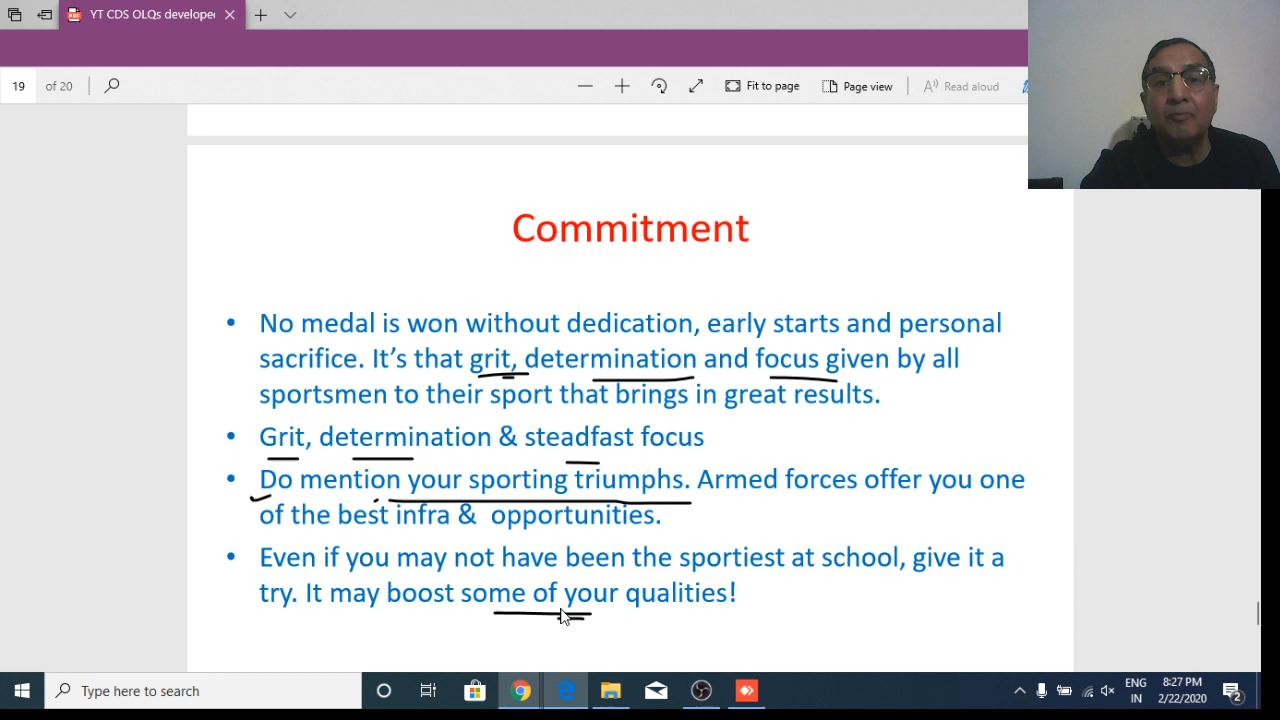 YT CDS OLQs develope
19 of 20 Fit to page Page view Read aloud
Commitment
• No medal is won without dedication, early starts and personal
sacrifice. It’s that grit, determination and focus given by all
sportsmen to their sport that brings in great results.
• Grit, determination & steadfast focus
• Do mention your sporting triumphs. Armed forces offer you one
of the best infra & opportunities.
• Even if you may not have been the sportiest at school, give it a
try. It may boost some of your qualities!
Type here to search
ENG
IN
8:27 PM
2/22/2020
2